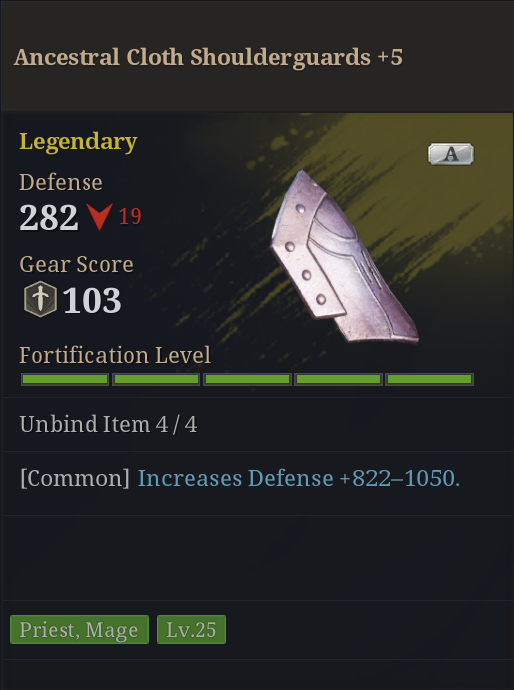 Ancestral Cloth Shoulderguards +5
Legendary
A
Defense
282 19
Gear Score
103
Fortification Level
Unbind Item 4 / 4
[Common] Increases Defense +822–1050.
Priest, Mage Lv.25